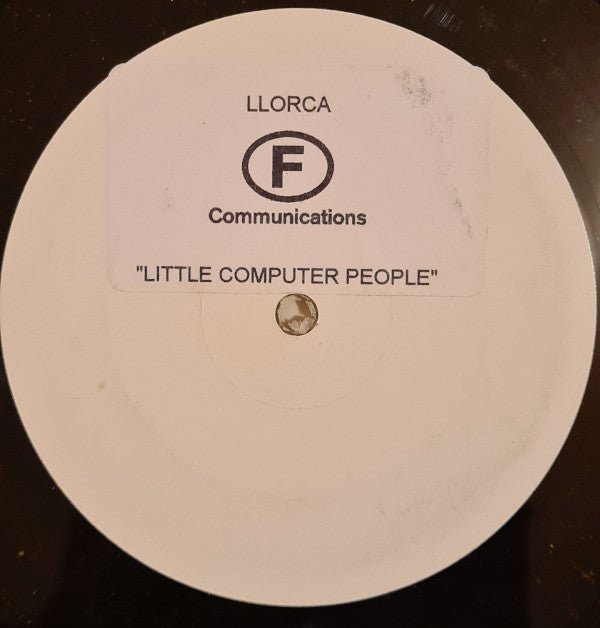 LLORCA
F
Communications
"LITTLE COMPUTER PEOPLE"